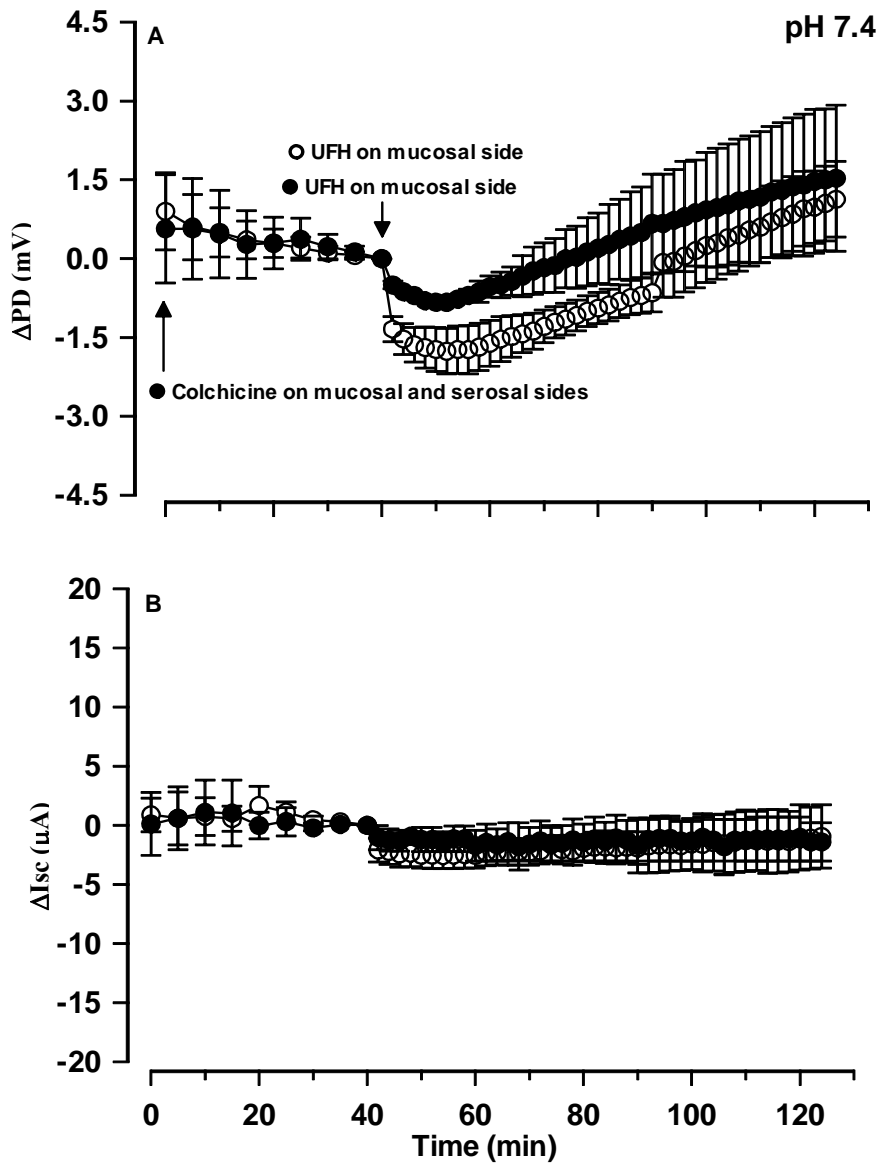 A
pH 7.4
4.5
3.0
1.5
0.0
-1.5
-3.0
-4.5
ΔPD (mV)
UFH on mucosal side
UFH on mucosal side
Colchicine on mucosal and serosal sides
B
20
15
10
5
0
-5
-10
-15
-20
ΔIsc (µA)
0 20 40 60 80 100 120
Time (min)